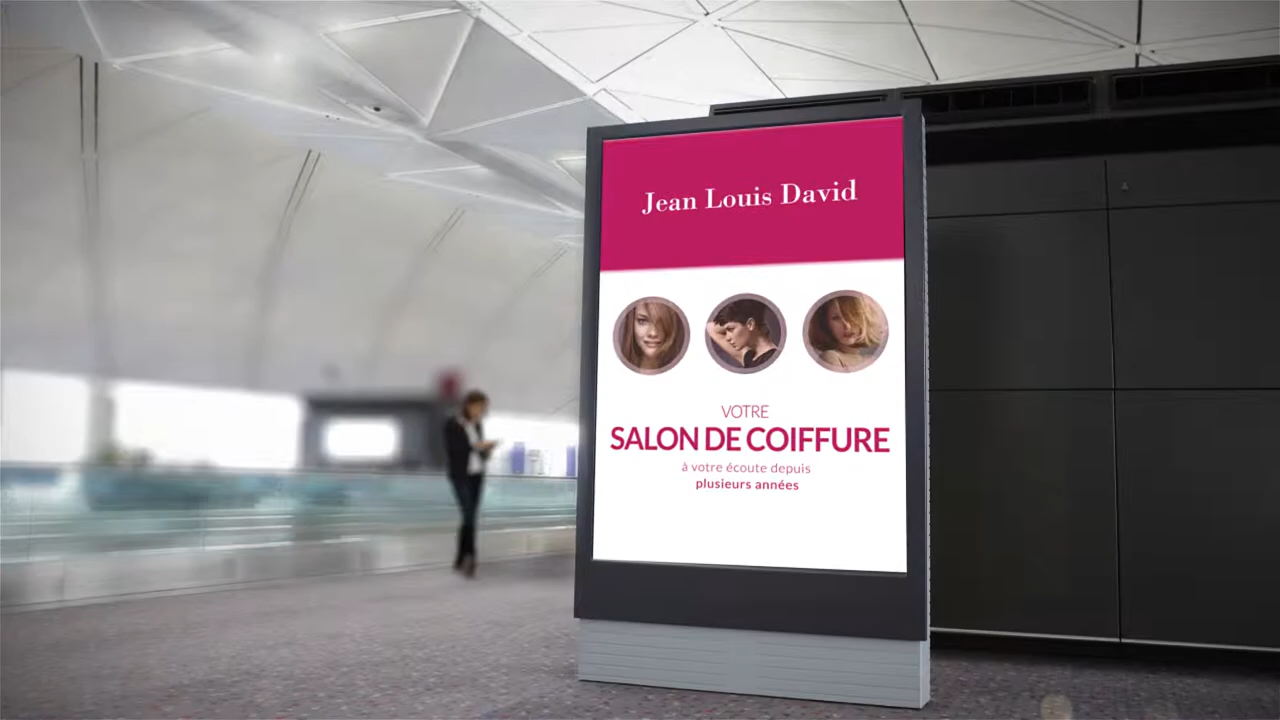 Jean Louis David
VOTRE
SALON DE COIFFURE
à votre écoute depuis
plusieurs années